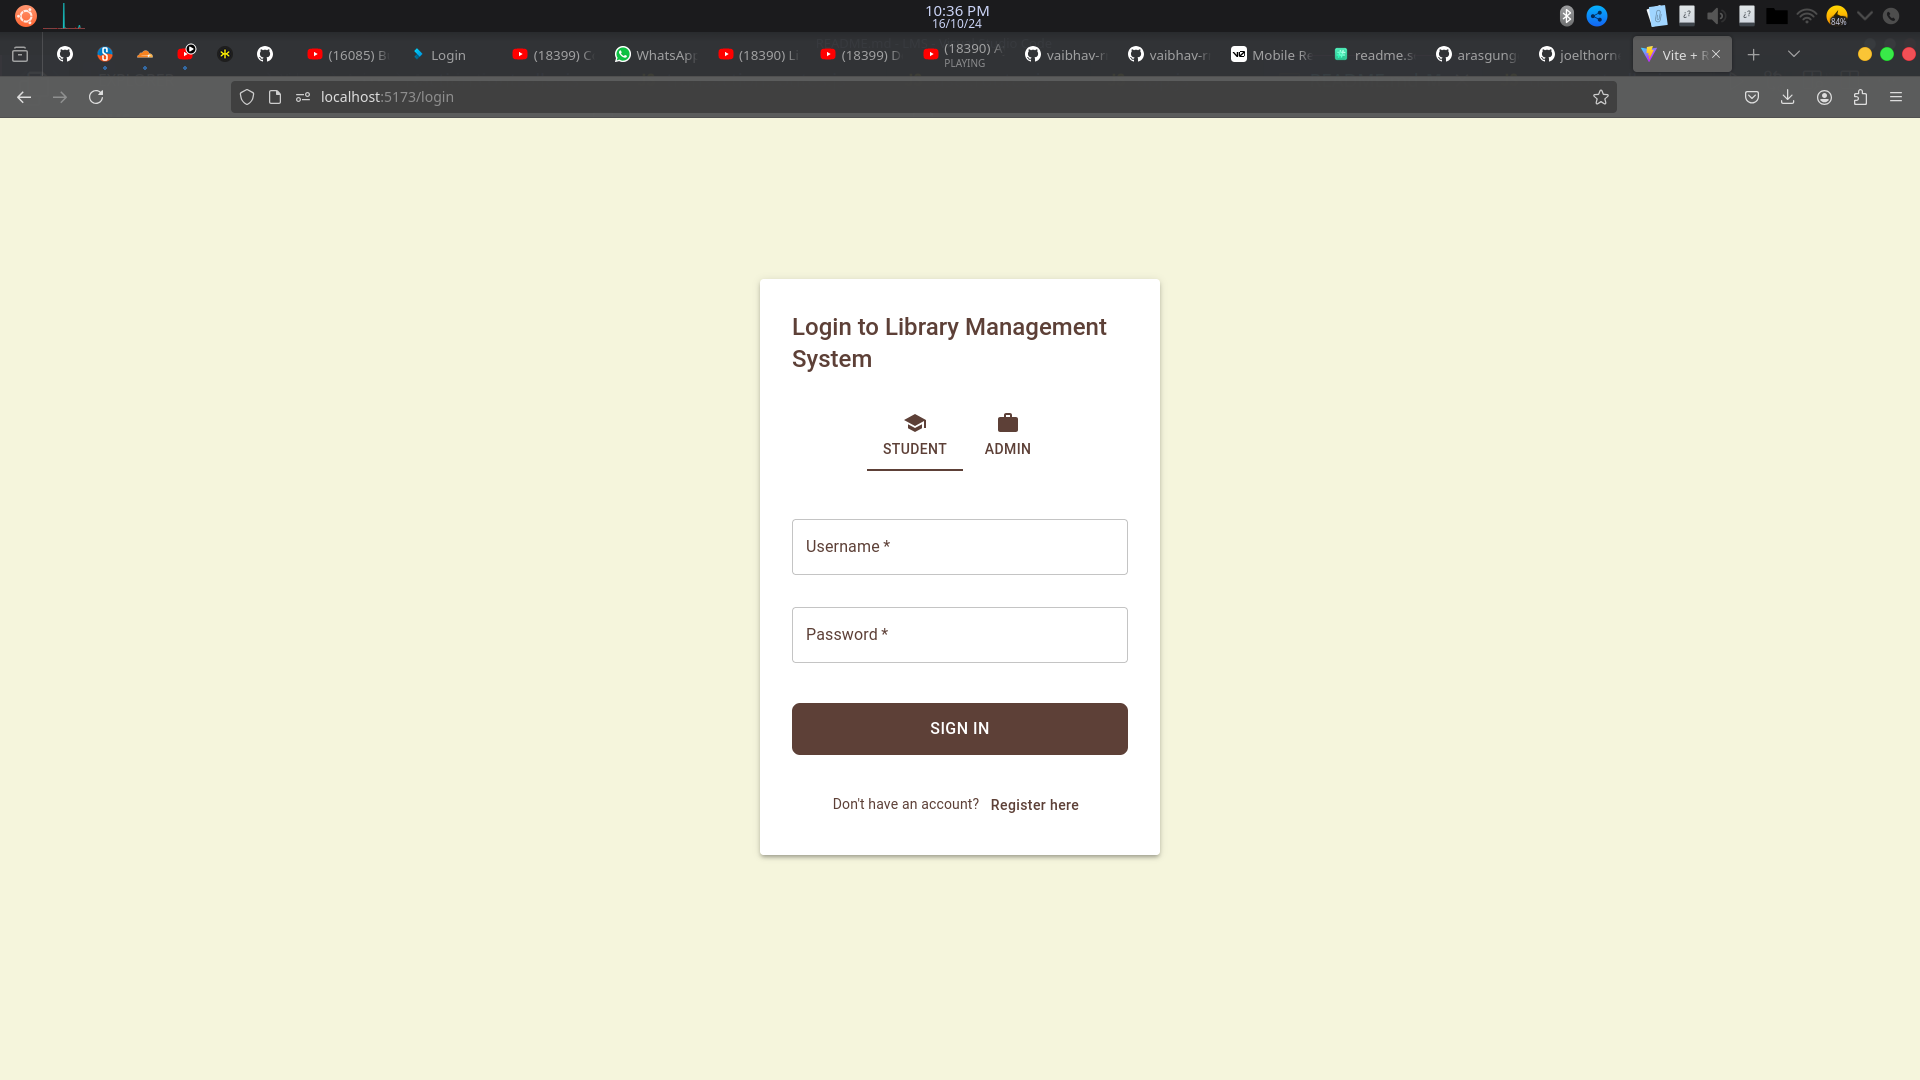 10:36 PM
16/10/24
84%
(16085) B
Login
(18399) C
WhatsApp
(18390) Li
(18399) D
(18390) A
PLAYING
vaibhav-r
vaibhav-r
Mobile Re
readme.s
arasgung
joelthorn
Vite + R
localhost:5173/login
Login to Library Management
System
STUDENT
ADMIN
Username *
Password *
SIGN IN
Don't have an account? Register here